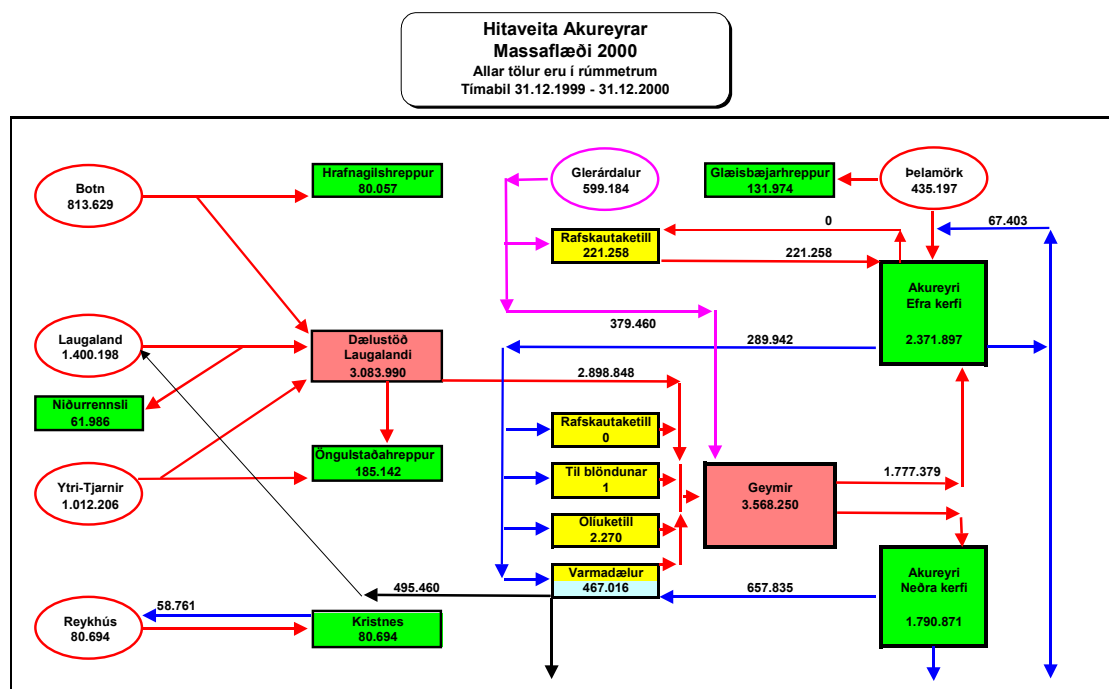 Hitaveita Akureyrar
Massaflæði 2000
Allar tölur eru í rúmmetrum
Tímabil 31.12.1999 - 31.12.2000
Botn
813.629
Hrafnagilshreppur
80.057
Glerárdalur
599.184
Glæisbæjarhreppur
131.974
Þelamörk
435.197
0
67.403
Rafskautaketill
221.258
221.258
Akureyri
Efra kerfi
2.371.897
379.460
289.942
Laugaland
1.400.198
Dælustöð
Laugalandi
3.083.990
2.898.848
Niðurrennsli
61.986
Rafskautaketill
0
Öngulstaðahreppur
185.142
Til blöndunar
1
Ytri-Tjarnir
1.012.206
Geymir
3.568.250
1.777.379
Olíuketill
2.270
Varmadælur
467.016
495.460
657.835
Akureyri
Neðra kerfi
1.790.871
58.761
Reykhús
80.694
Kristnes
80.694